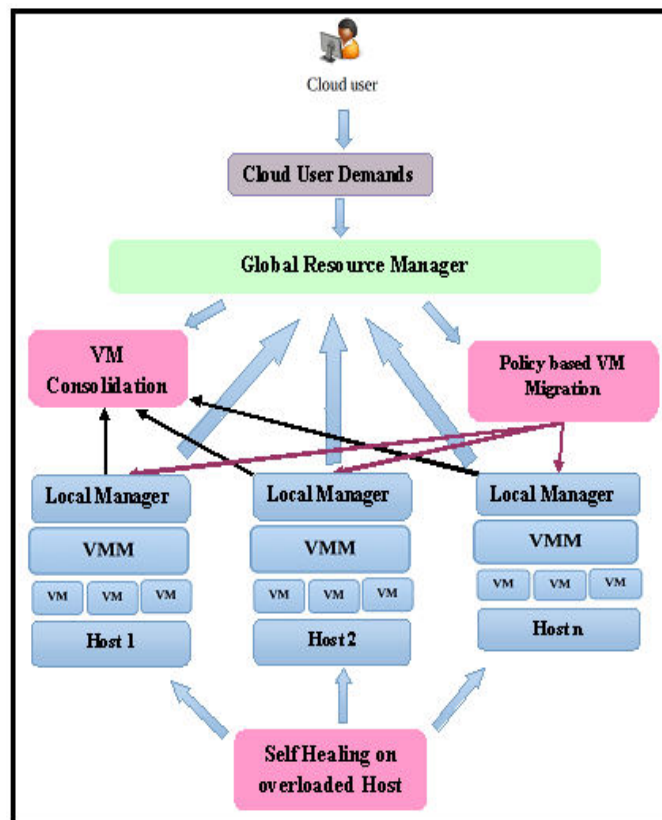 Cloud user
Cloud User Demands
Global Resource Manager
VM
Consolidation
Policy based VM
Migration
Local Manager
Local Manager
Local Manager
VMM
VMM
VMM
VM VM VM
VM VM VM
VM VM VM
Host 1
Host 2
Host n
Self Healing on
overloaded Host